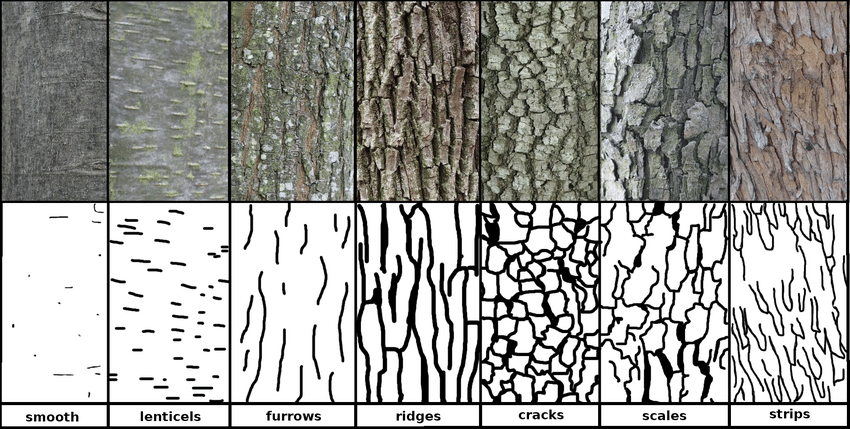 smooth
lenticels
furrows
ridges
cracks
scales
strips